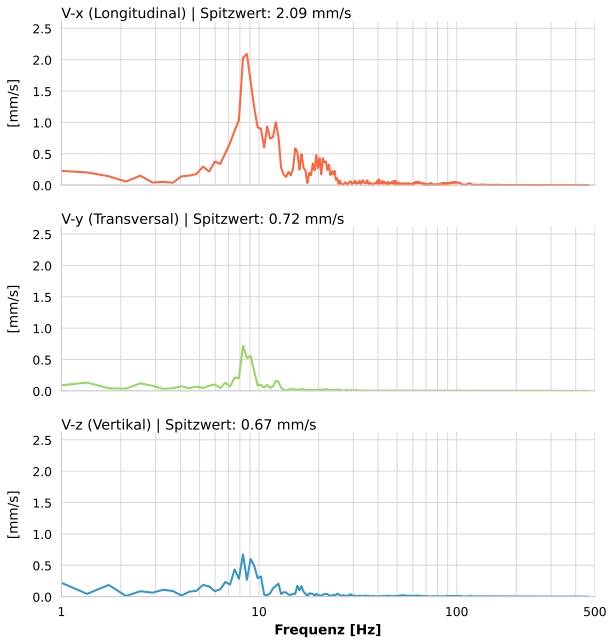 V-x (Longitudinal) | Spitzwert: 2.09 mm/s
2.5
2.0
1.5
1.0
0.5
0.0
[mm/s]
V-y (Transversal) | Spitzwert: 0.72 mm/s
2.5
2.0
1.5
1.0
0.5
0.0
[mm/s]
V-z (Vertikal) | Spitzwert: 0.67 mm/s
2.5
2.0
1.5
1.0
0.5
0.0
[mm/s]
1 10 100 500
Frequenz [Hz]